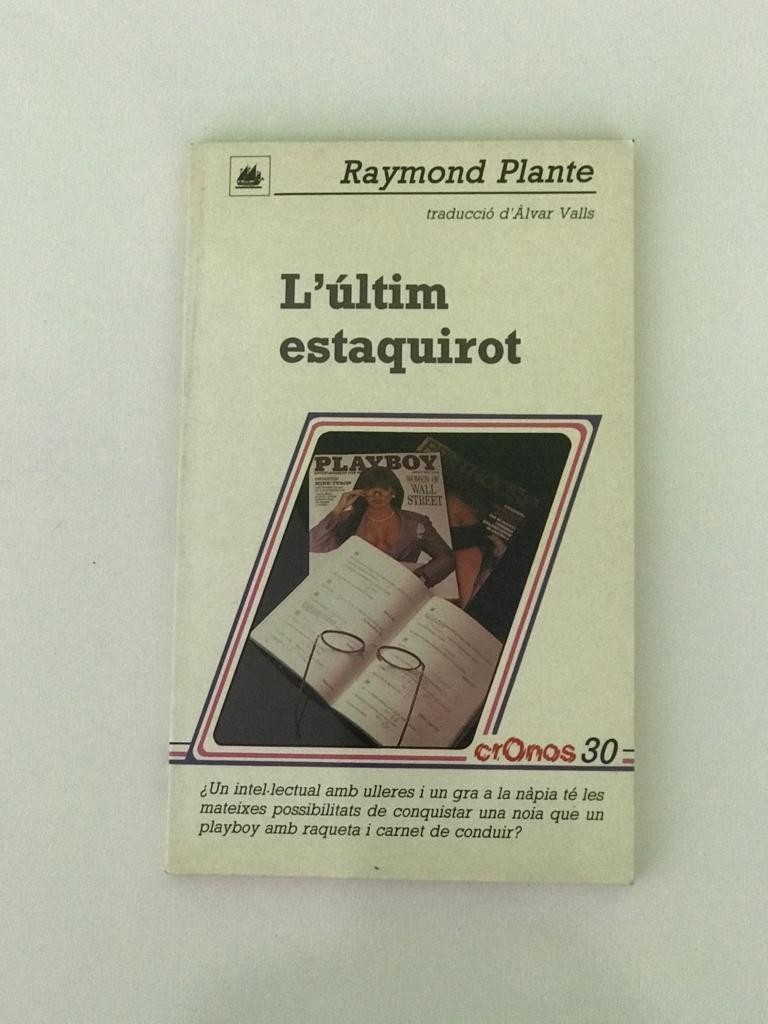 Raymond Plante
traducció d'Àlvar Valls
L'últim
estaquirot
PLAYBOY
MIKE TYSON
WOMEN OF
WALL
STREET
crOnos 30
¿Un intel·lectual amb ulleres i un gra a la nàpia té les
mateixes possibilitats de conquistar una noia que un
playboy amb raqueta i carnet de conduir?